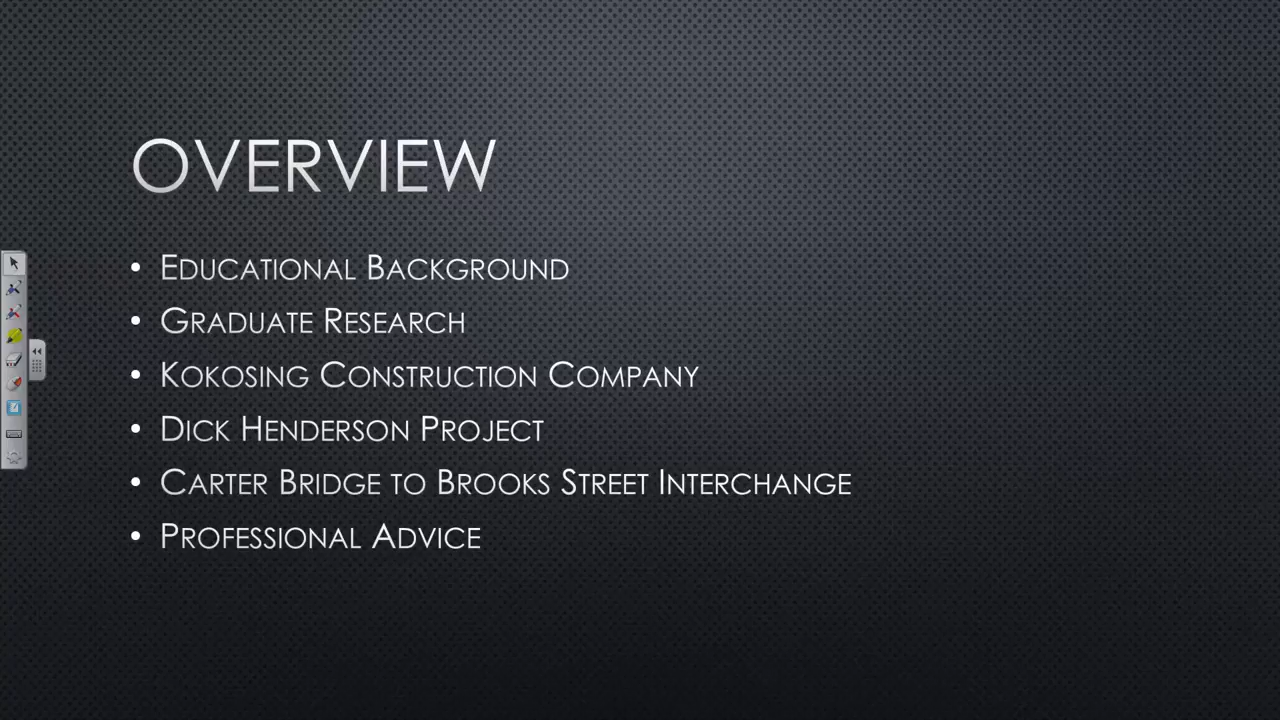 OVERVIEW
• EDUCATIONAL BACKGROUND
• GRADUATE RESEARCH
• KOKOSING CONSTRUCTION COMPANY
• DICK HENDERSON PROJECT
• CARTER BRIDGE TO BROOKS STREET INTERCHANGE
• PROFESSIONAL ADVICE